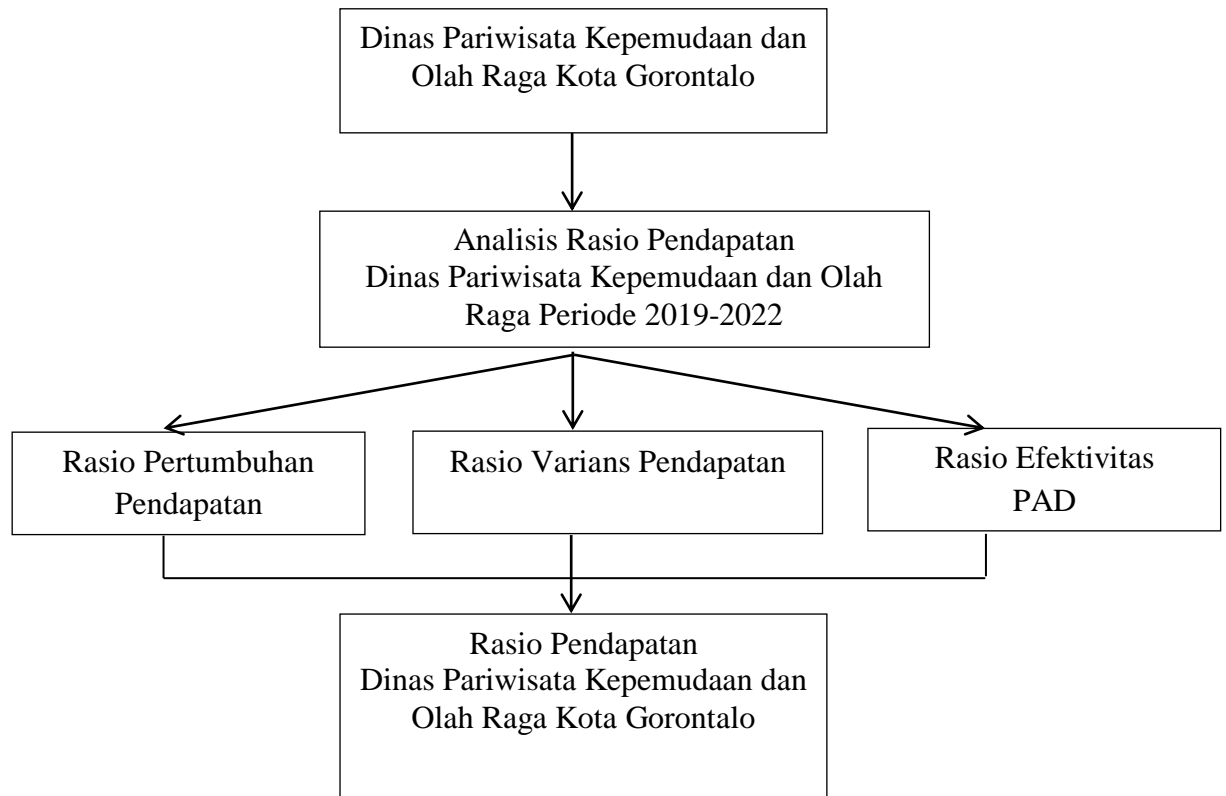 Dinas Pariwisata Kepemudaan dan
Olah Raga Kota Gorontalo
Analisis Rasio Pendapatan
Dinas Pariwisata Kepemudaan dan Olah
Raga Periode 2019-2022
Rasio Pertumbuhan
Pendapatan
Rasio Varians Pendapatan
Rasio Efektivitas
PAD
Rasio Pendapatan
Dinas Pariwisata Kepemudaan dan
Olah Raga Kota Gorontalo